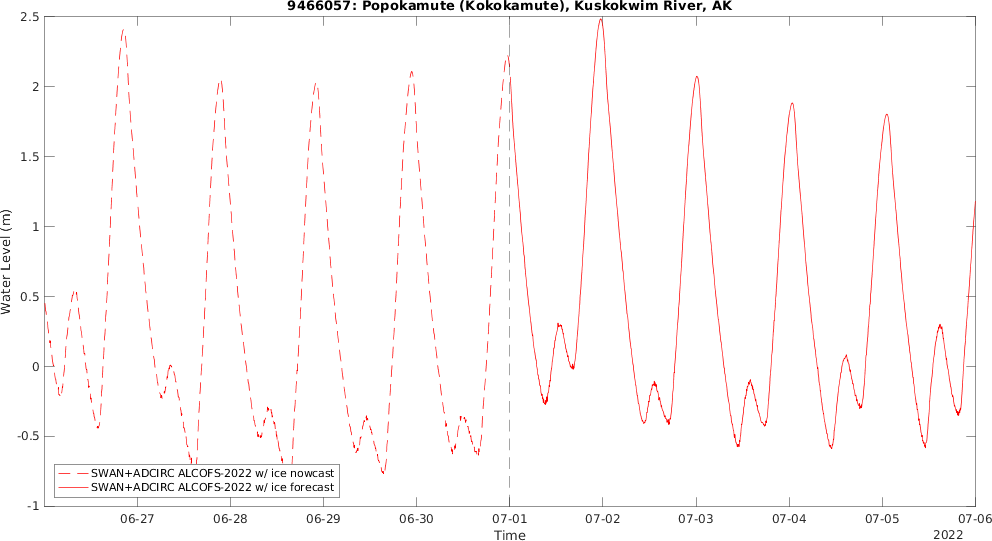 9466057: Popokamute (Kokokamute), Kuskokwim River, AK
2.5
2
1.5
1
0.5
0
-0.5
-1
Water Level (m)
SWAN+ADCIRC ALCOFS-2022 w/ ice nowcast
SWAN+ADCIRC ALCOFS-2022 w/ ice forecast
06-27 06-28 06-29 06-30 07-01 07-02 07-03 07-04 07-05 07-06
Time
2022